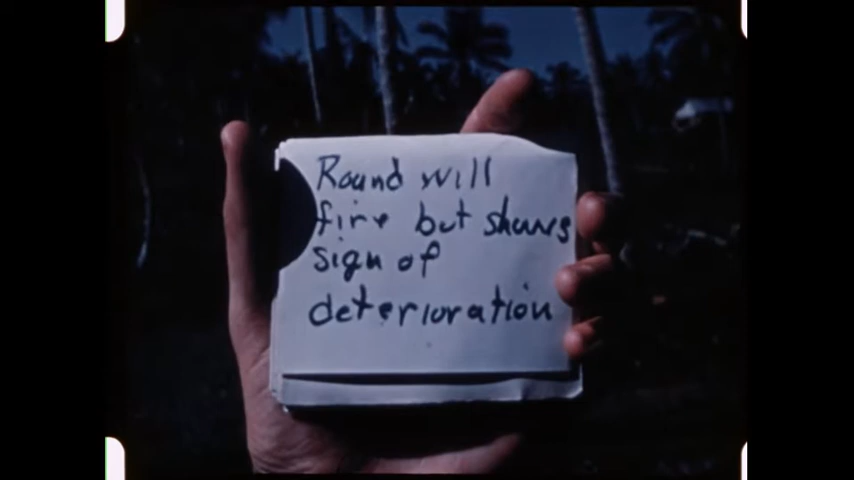 Round will
fire but shows
sign of
deterioration